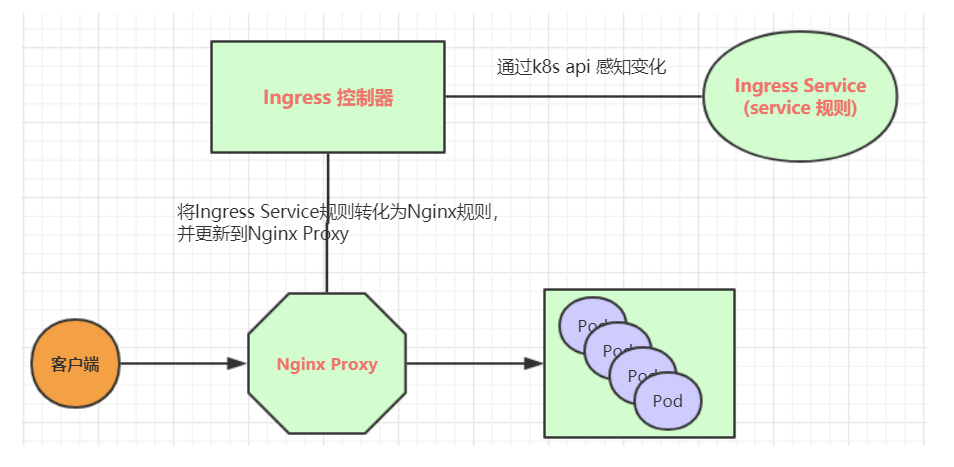 通过k8s api 感知变化
Ingress 控制器
Ingress Service
(service 规则)
将Ingress Service规则转化为Nginx规则，
并更新到Nginx Proxy
客户端
Nginx Proxy
Pod
Pod
Pod
Pod